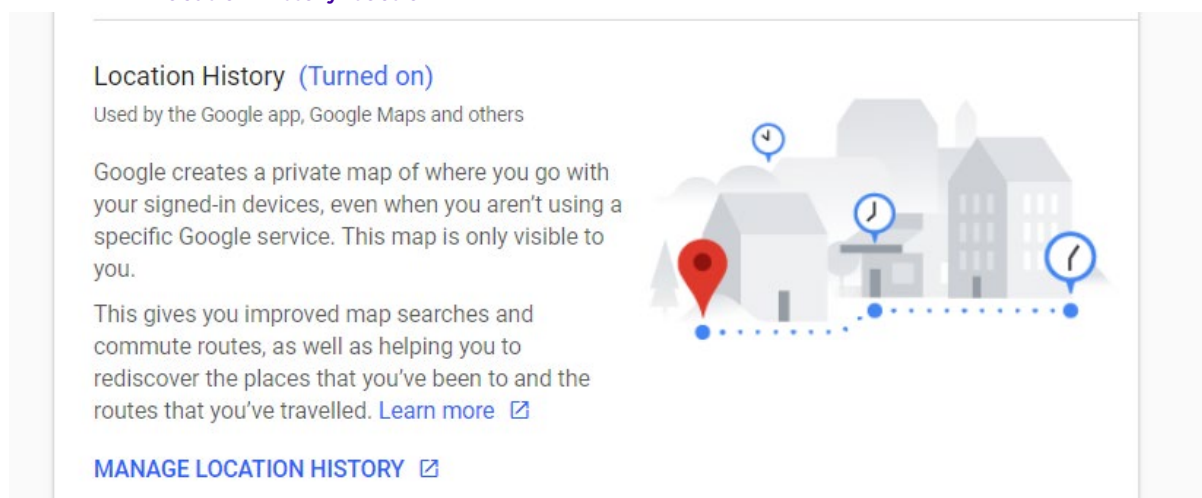 Location History (Turned on)
Used by the Google app, Google Maps and others
Google creates a private map of where you go with
your signed-in devices, even when you aren't using a
specific Google service. This map is only visible to
you.
This gives you improved map searches and
commute routes, as well as helping you to
rediscover the places that you've been to and the
routes that you've travelled. Learn more
MANAGE LOCATION HISTORY